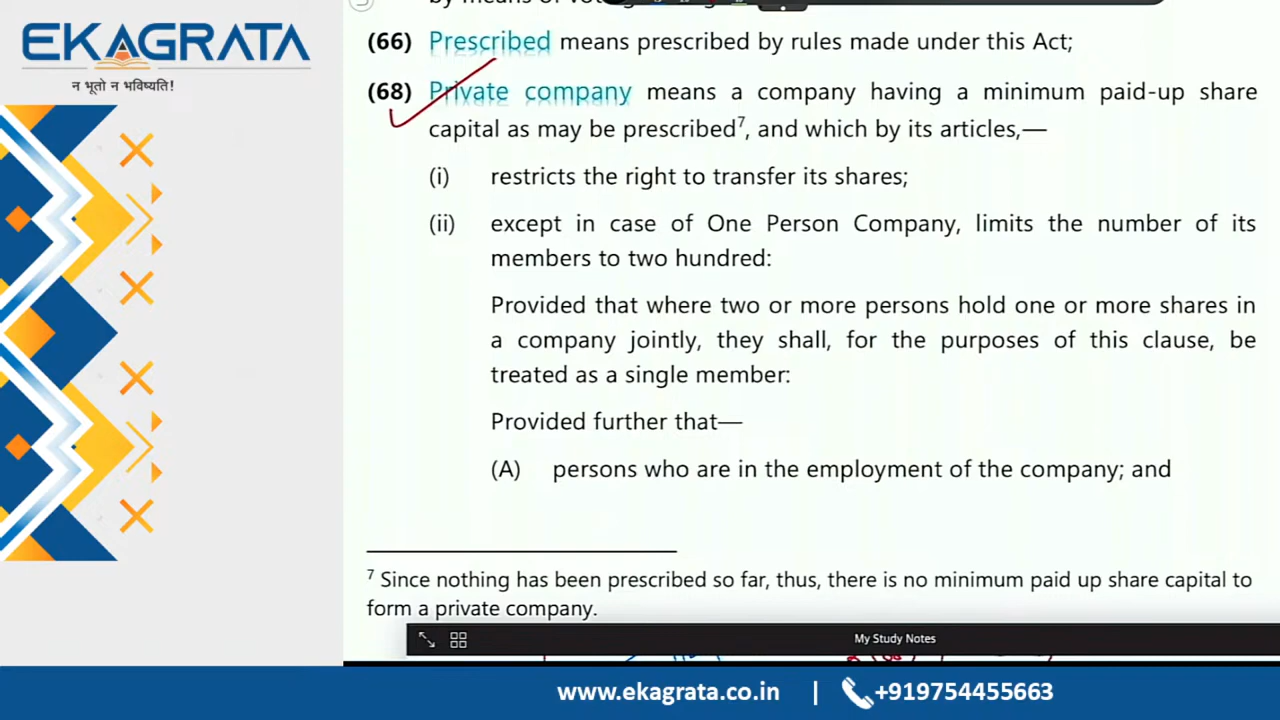 EKAGRATA
न भूतो न भविष्यति!
(66) Prescribed means prescribed by rules made under this Act;
(68) Private company means a company having a minimum paid-up share
capital as may be prescribed⁷, and which by its articles,—
(i) restricts the right to transfer its shares;
(ii) except in case of One Person Company, limits the number of its
members to two hundred:
Provided that where two or more persons hold one or more shares in
a company jointly, they shall, for the purposes of this clause, be
treated as a single member:
Provided further that—
(A) persons who are in the employment of the company; and
⁷ Since nothing has been prescribed so far, thus, there is no minimum paid up share capital to
form a private company.
My Study Notes
www.ekagrata.co.in | +919754455663